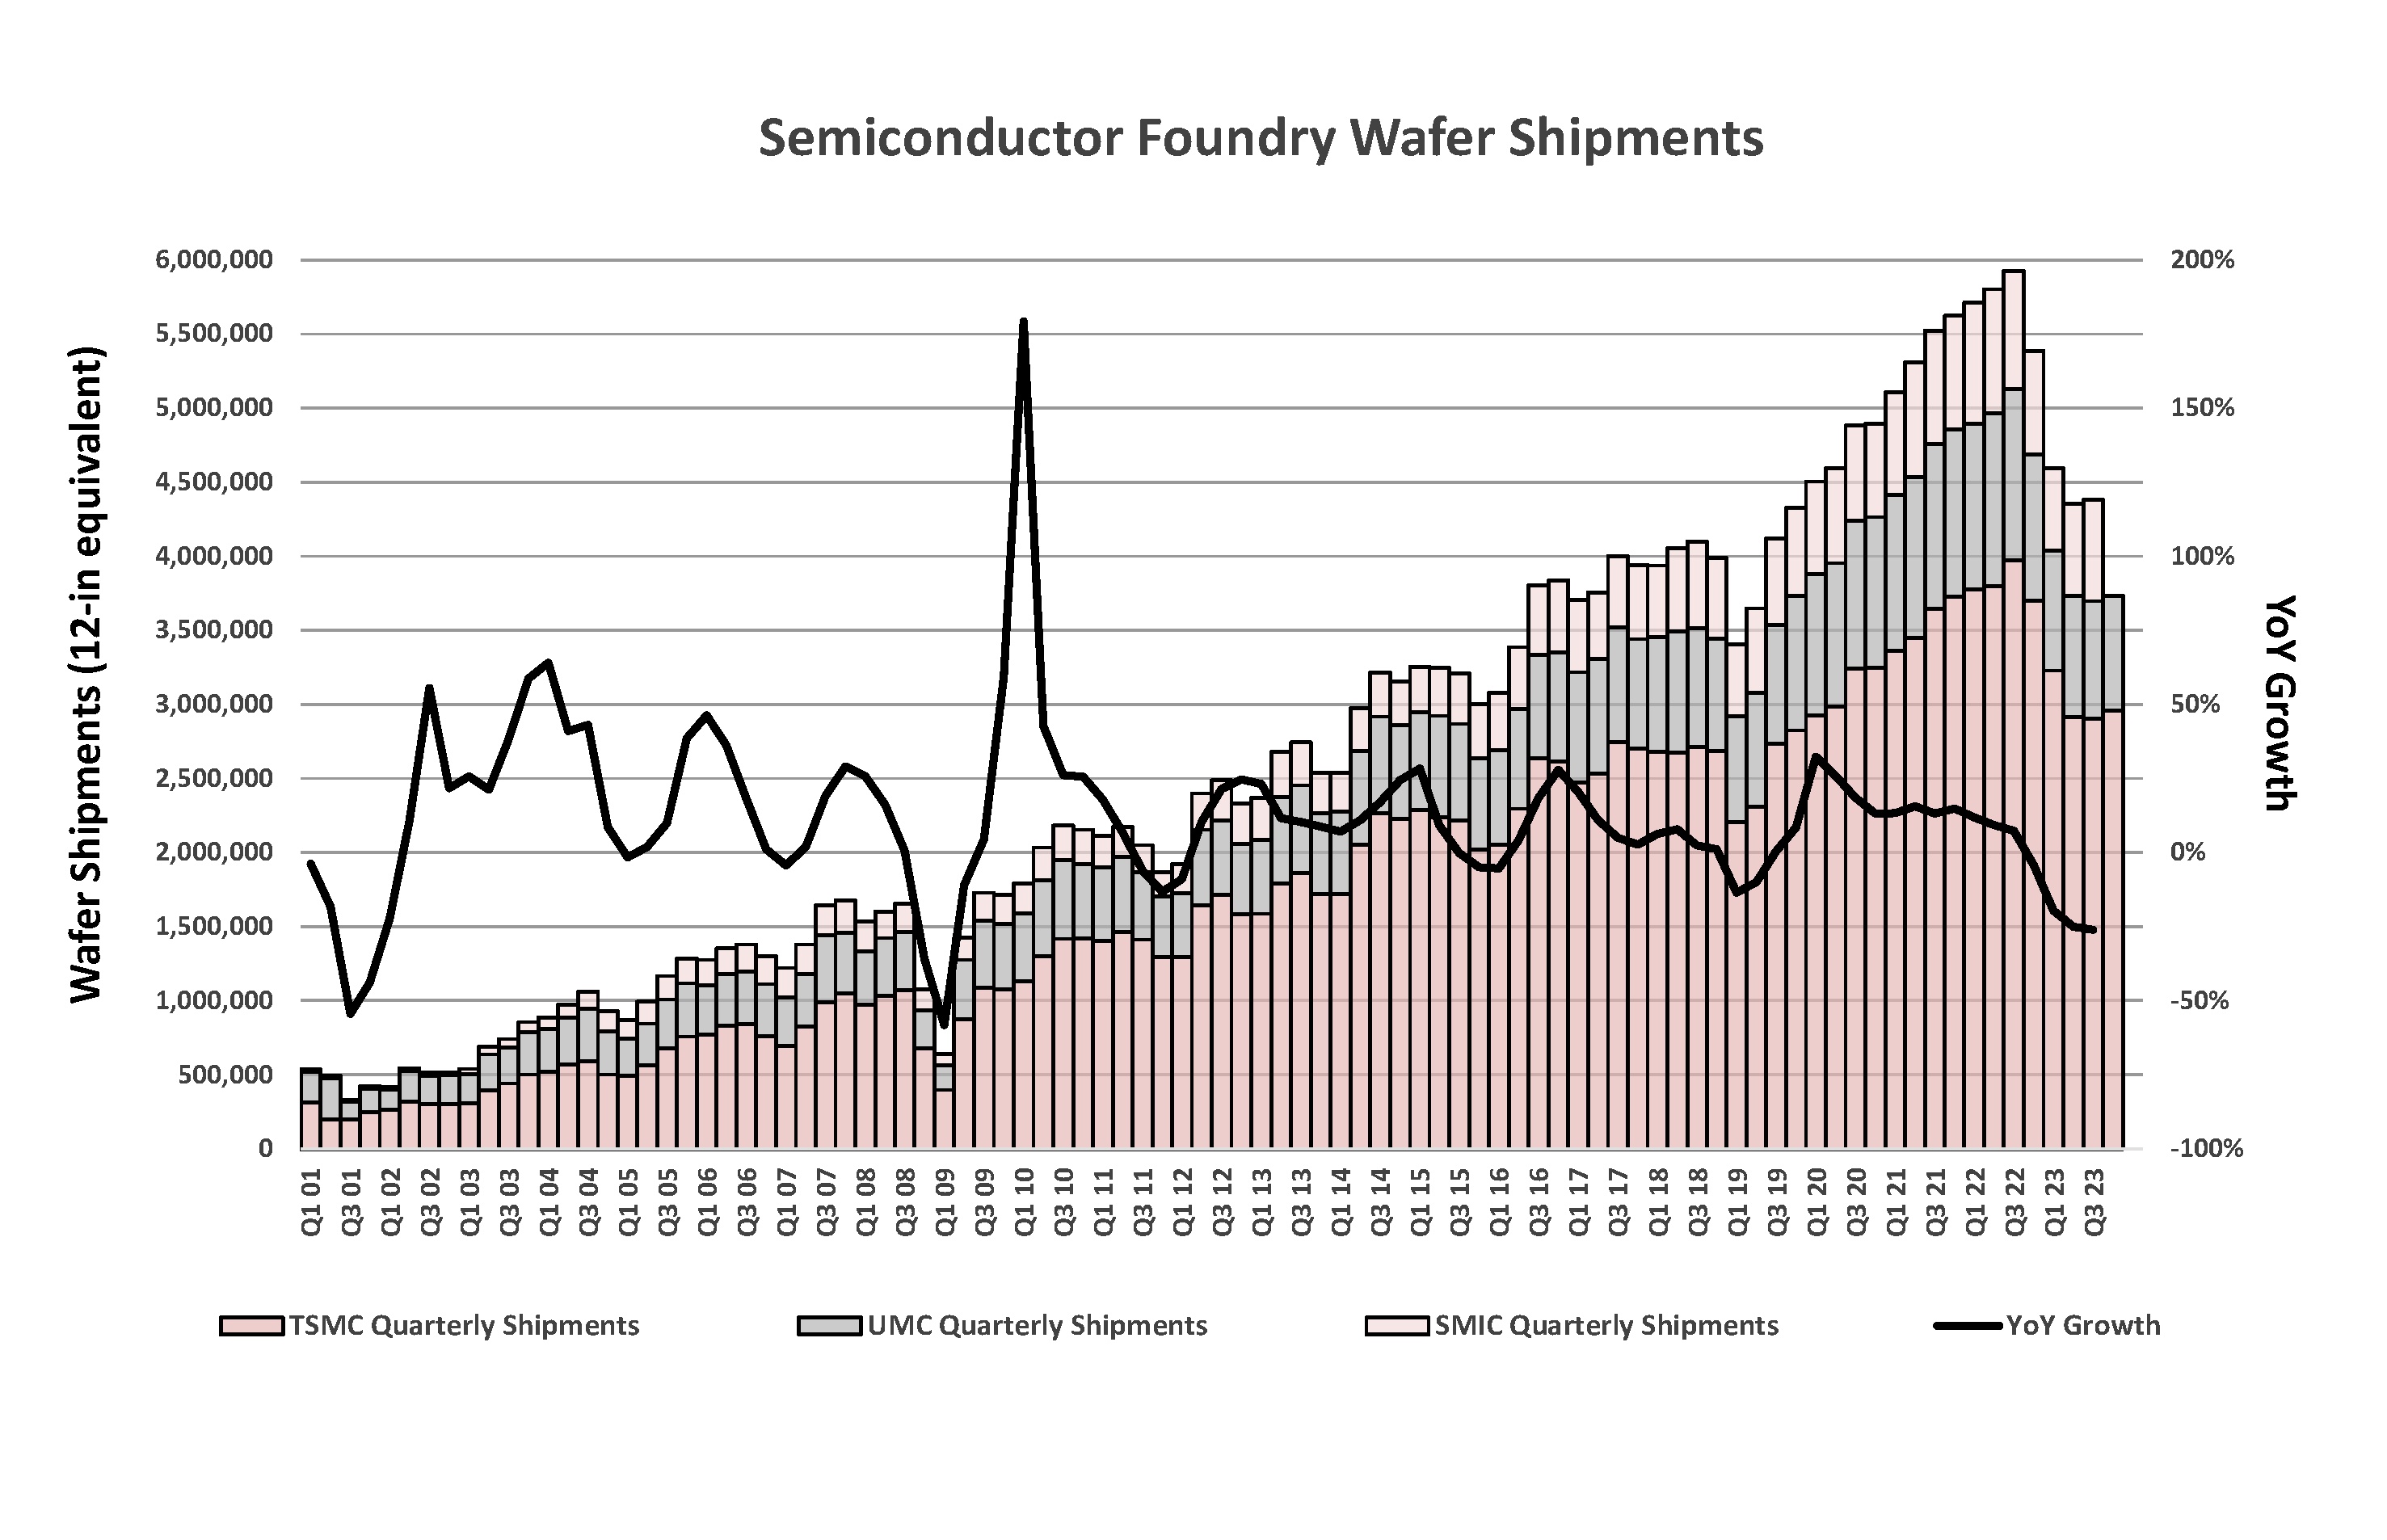 Semiconductor Foundry Wafer Shipments
Wafer Shipments (12-in equivalent)
6,000,000
5,500,000
5,000,000
4,500,000
4,000,000
3,500,000
3,000,000
2,500,000
2,000,000
1,500,000
1,000,000
500,000
0
200%
150%
100%
50%
0%
-50%
-100%
YoY Growth
Q1 01
Q3 01
Q1 02
Q3 02
Q1 03
Q3 03
Q1 04
Q3 04
Q1 05
Q3 05
Q1 06
Q3 06
Q1 07
Q3 07
Q1 08
Q3 08
Q1 09
Q3 09
Q1 10
Q3 10
Q1 11
Q3 11
Q1 12
Q3 12
Q1 13
Q3 13
Q1 14
Q3 14
Q1 15
Q3 15
Q1 16
Q3 16
Q1 17
Q3 17
Q1 18
Q3 18
Q1 19
Q3 19
Q1 20
Q3 20
Q1 21
Q3 21
Q1 22
Q3 22
Q1 23
Q3 23
TSMC Quarterly Shipments
UMC Quarterly Shipments
SMIC Quarterly Shipments
YoY Growth